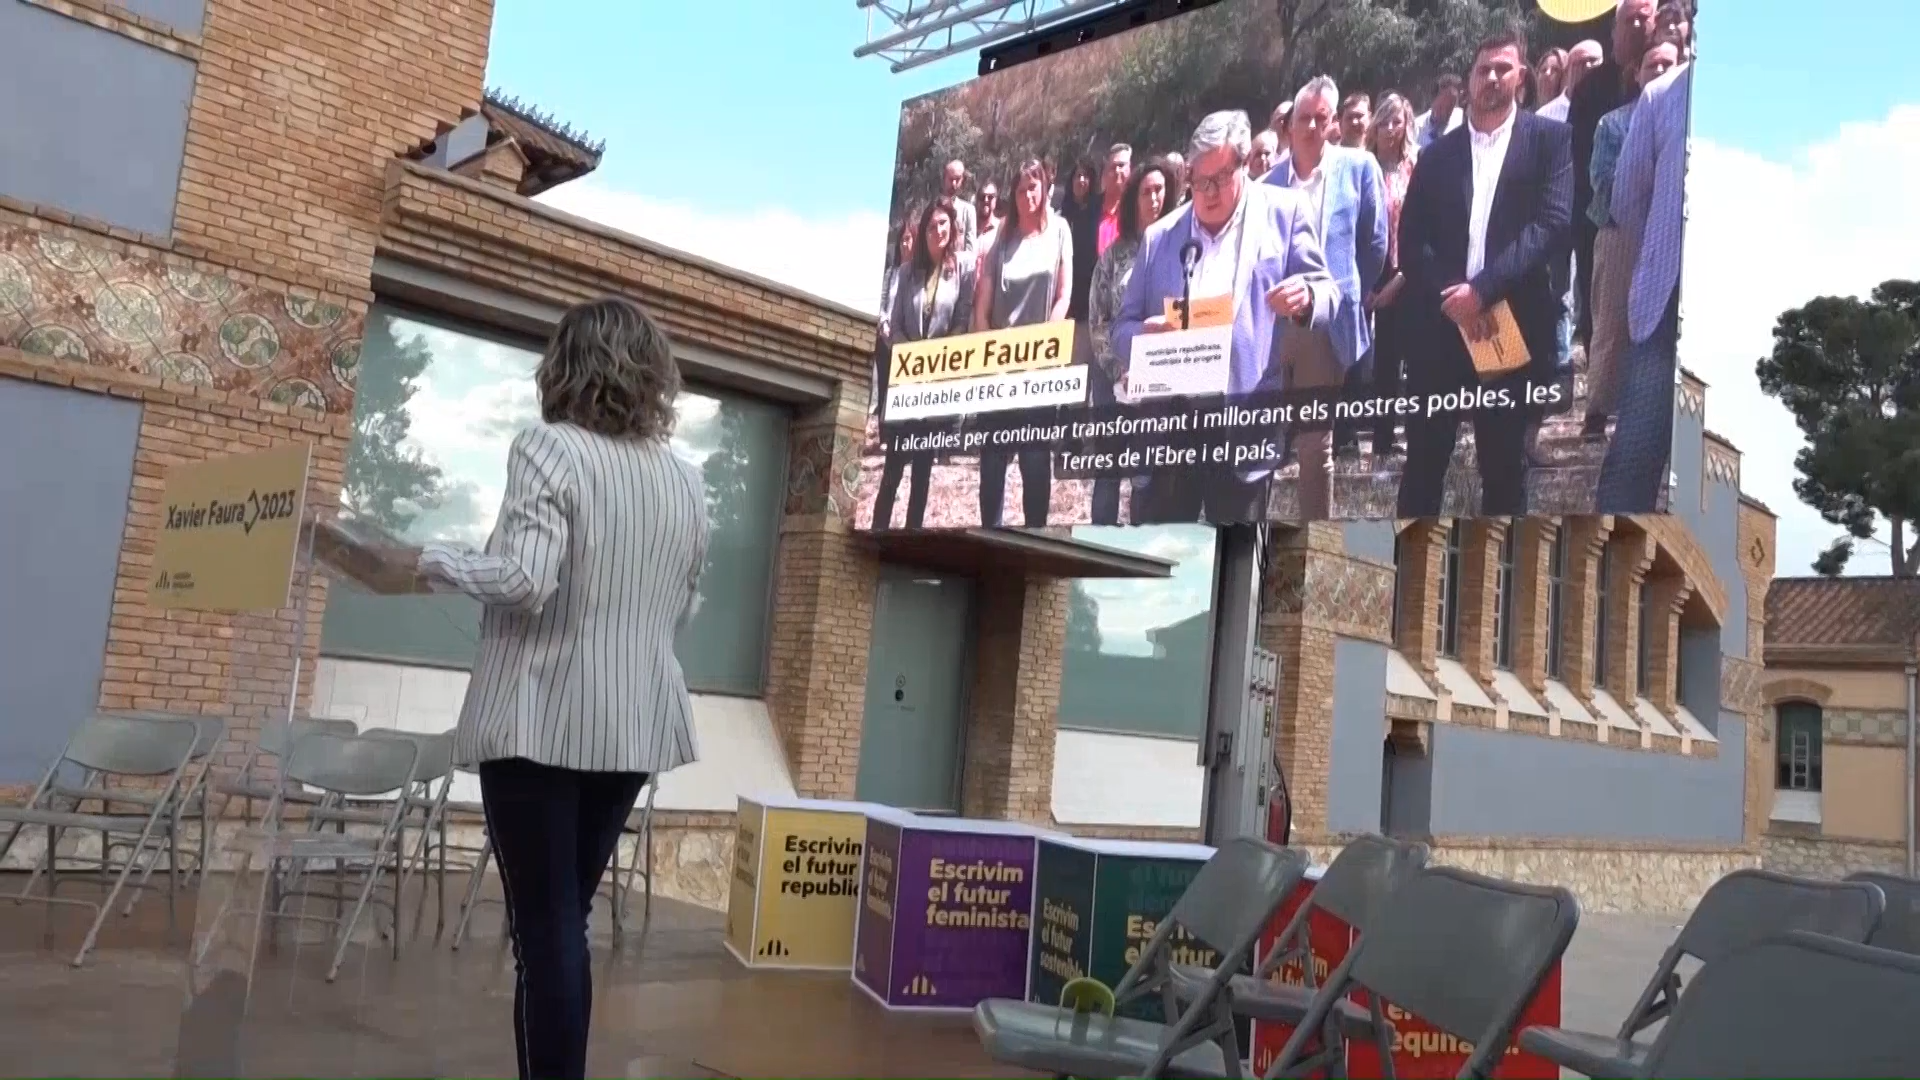 Xavier Faura
Alcaldable d'ERC a Tortosa
municipis republicans,
municipis de progrés
i alcaldies per continuar transformant i millorant els nostres pobles, les
Terres de l'Ebre i el país.
Xavier Faura 2023
Escrivim
el futur
Escrivim
el futur
feminista
Escrivim
el futur
sostenible
el futur